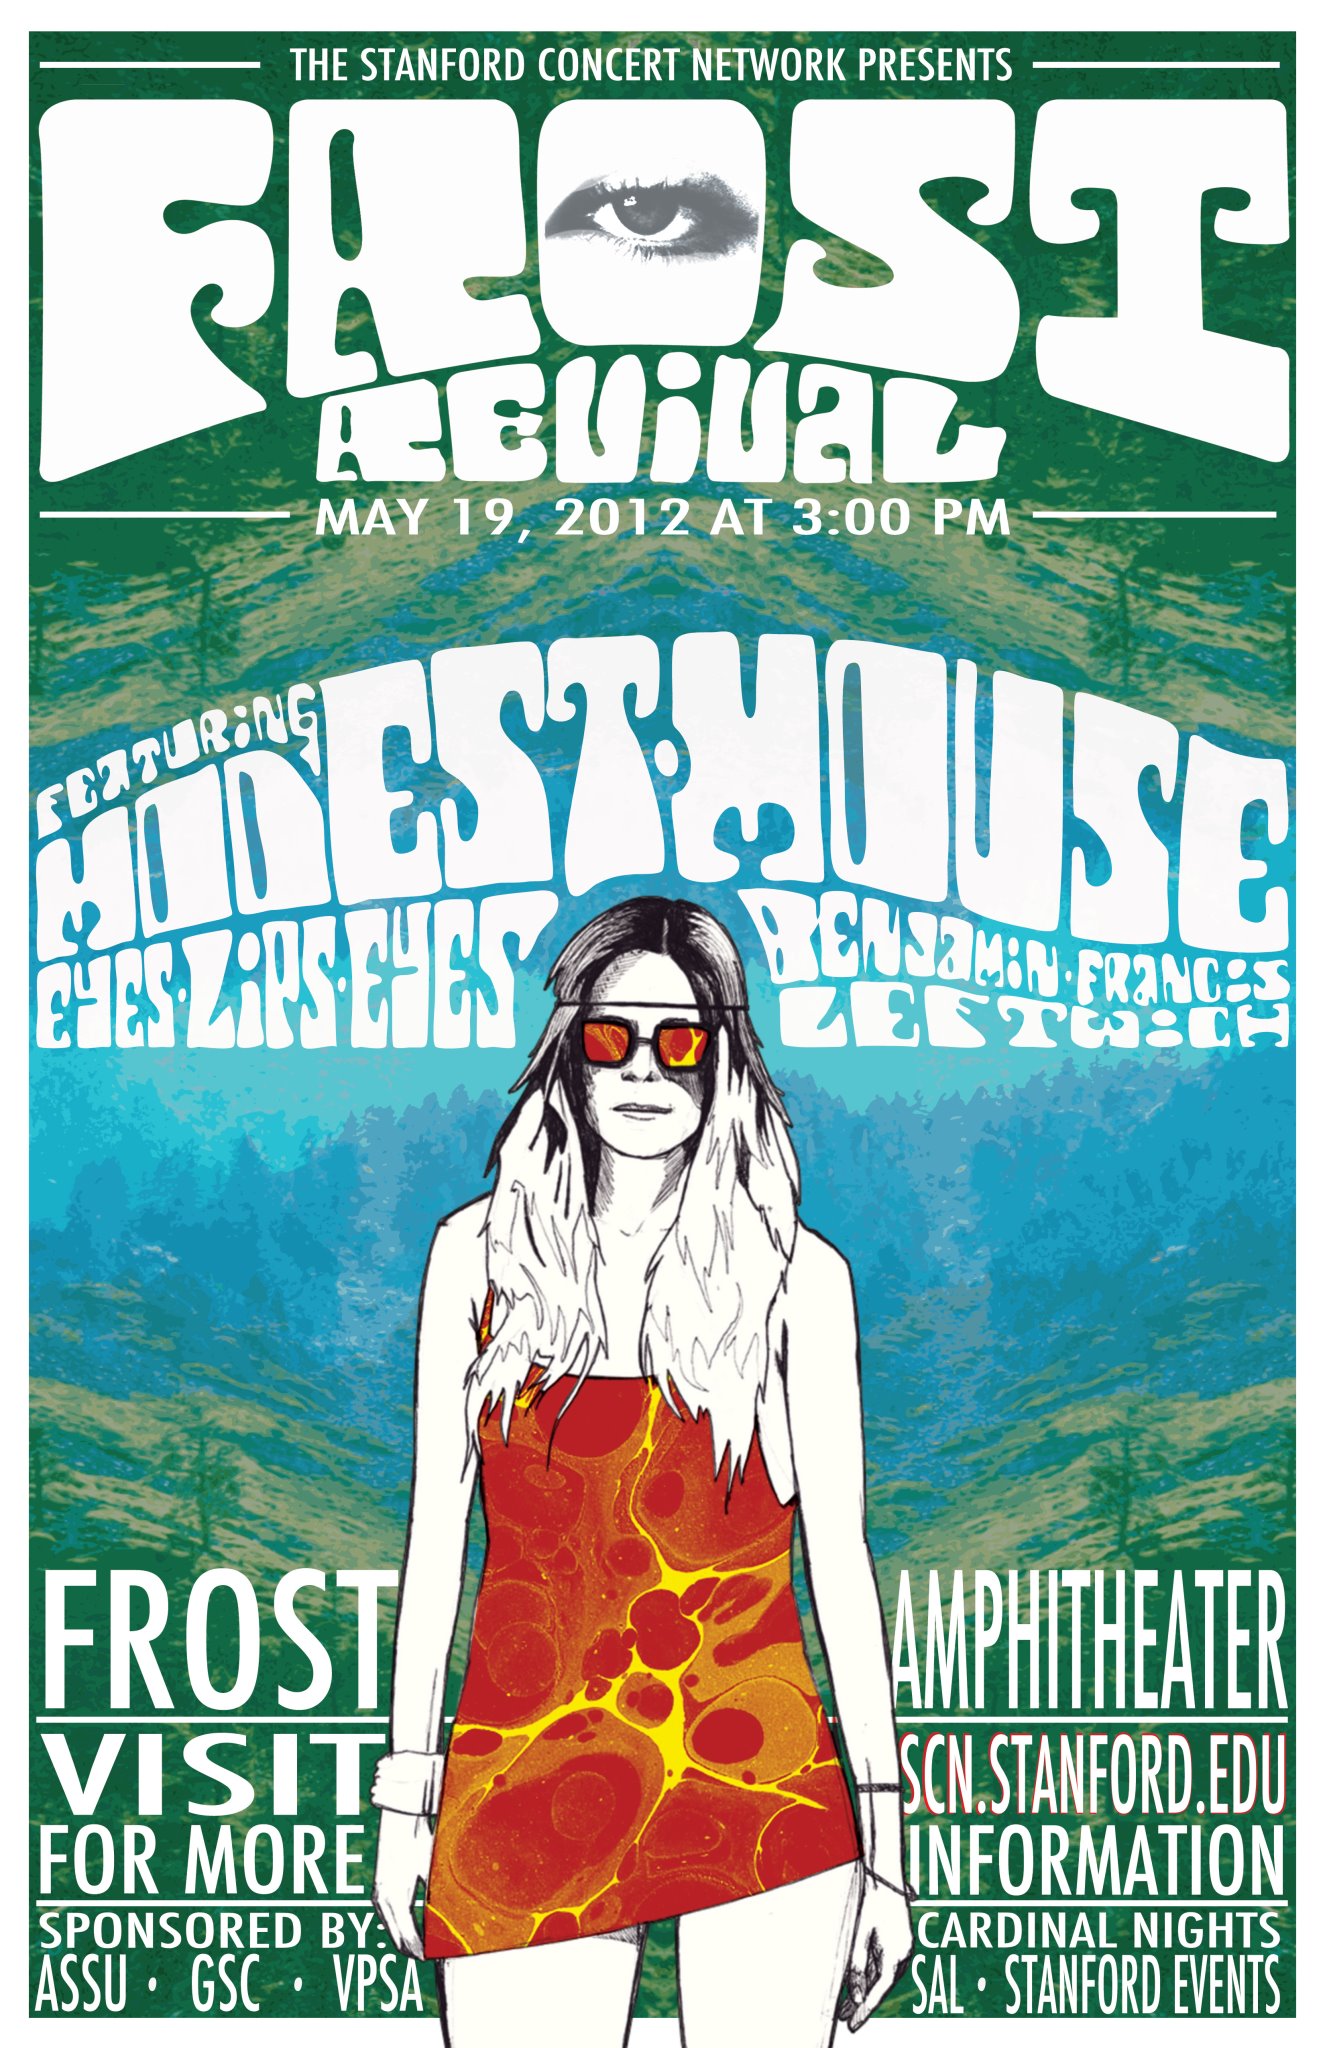 THE STANFORD CONCERT NETWORK PRESENTS
FROST
REVIVAL
MAY 19, 2012 AT 3:00 PM
FEATURING
MODEST·MOUSE
EYES·LIPS·EYES
BENJAMIN·FRANCIS
LEFTWICH
FROST AMPHITHEATER
VISIT SCN.STANFORD.EDU
FOR MORE INFORMATION
SPONSORED BY: CARDINAL NIGHTS
ASSU · GSC · VPSA SAL · STANFORD EVENTS